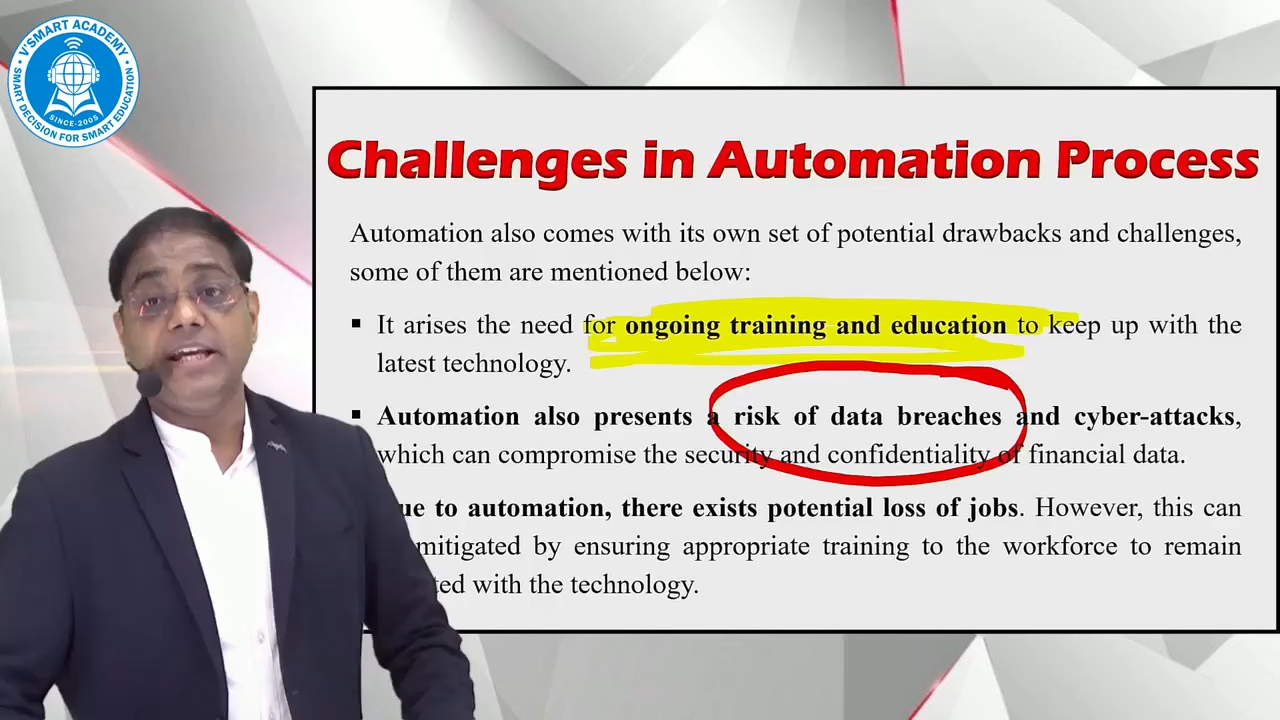 V'SMART ACADEMY
SMART DECISION FOR SMART EDUCATION
SINCE-2005
Challenges in Automation Process
Automation also comes with its own set of potential drawbacks and challenges,
some of them are mentioned below:
▪ It arises the need for ongoing training and education to keep up with the
latest technology.
▪ Automation also presents a risk of data breaches and cyber-attacks,
which can compromise the security and confidentiality of financial data.
ue to automation, there exists potential loss of jobs. However, this can
mitigated by ensuring appropriate training to the workforce to remain
ted with the technology.